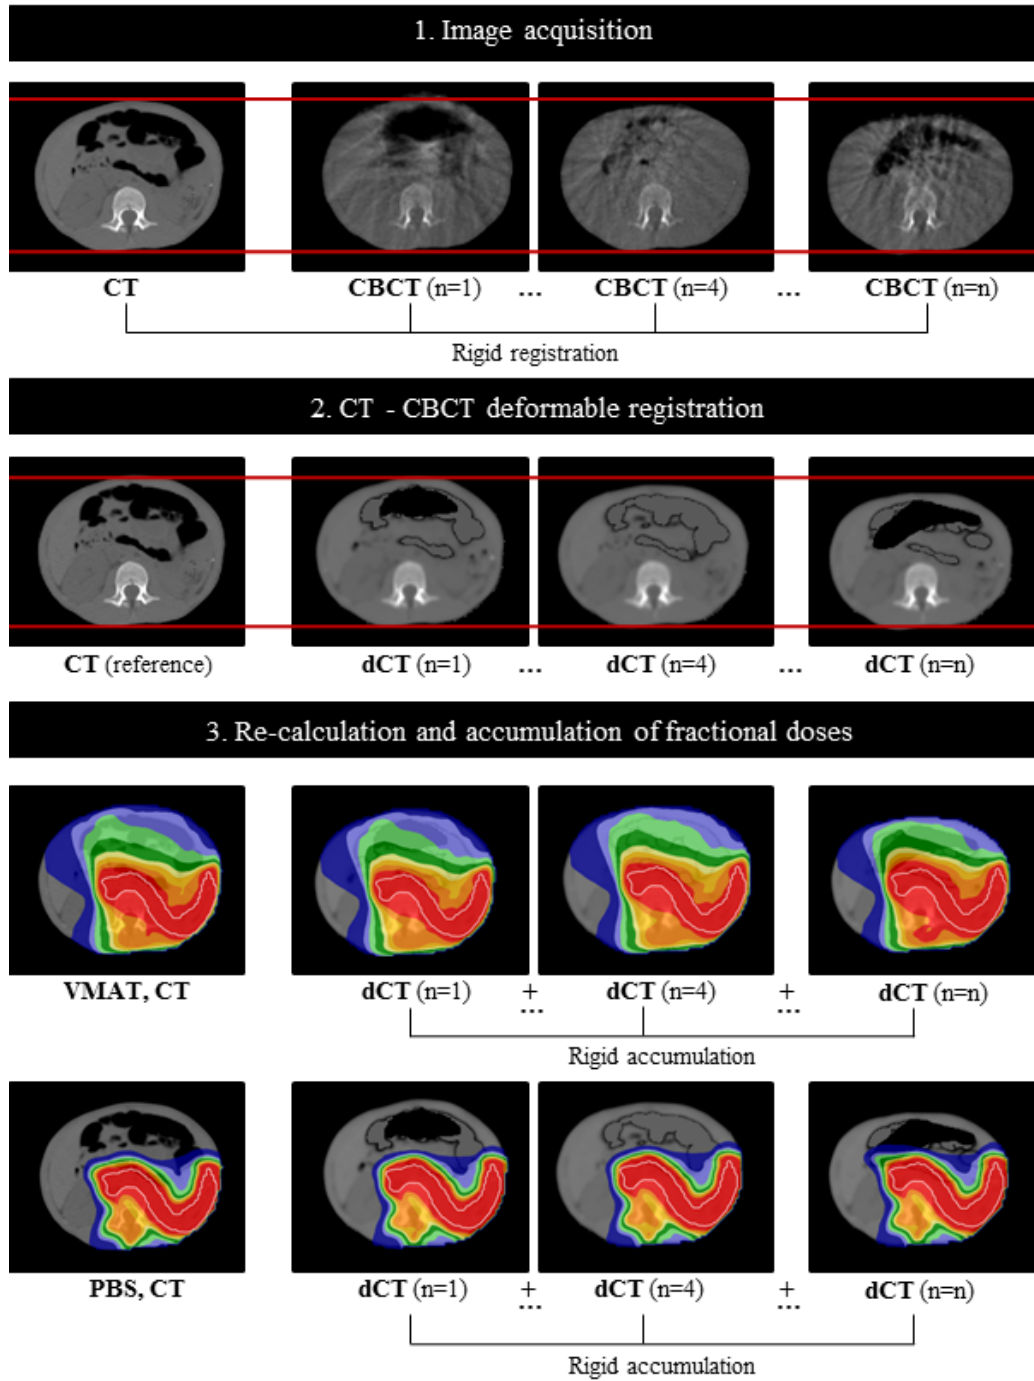 1. Image acquisition
CT CBCT (n=1) ... CBCT (n=4) ... CBCT (n=n)
Rigid registration
2. CT - CBCT deformable registration
CT (reference) dCT (n=1) ... dCT (n=4) ... dCT (n=n)
3. Re-calculation and accumulation of fractional doses
VMAT, CT dCT (n=1) + ... dCT (n=4) + ... dCT (n=n)
Rigid accumulation
PBS, CT dCT (n=1) + ... dCT (n=4) + ... dCT (n=n)
Rigid accumulation